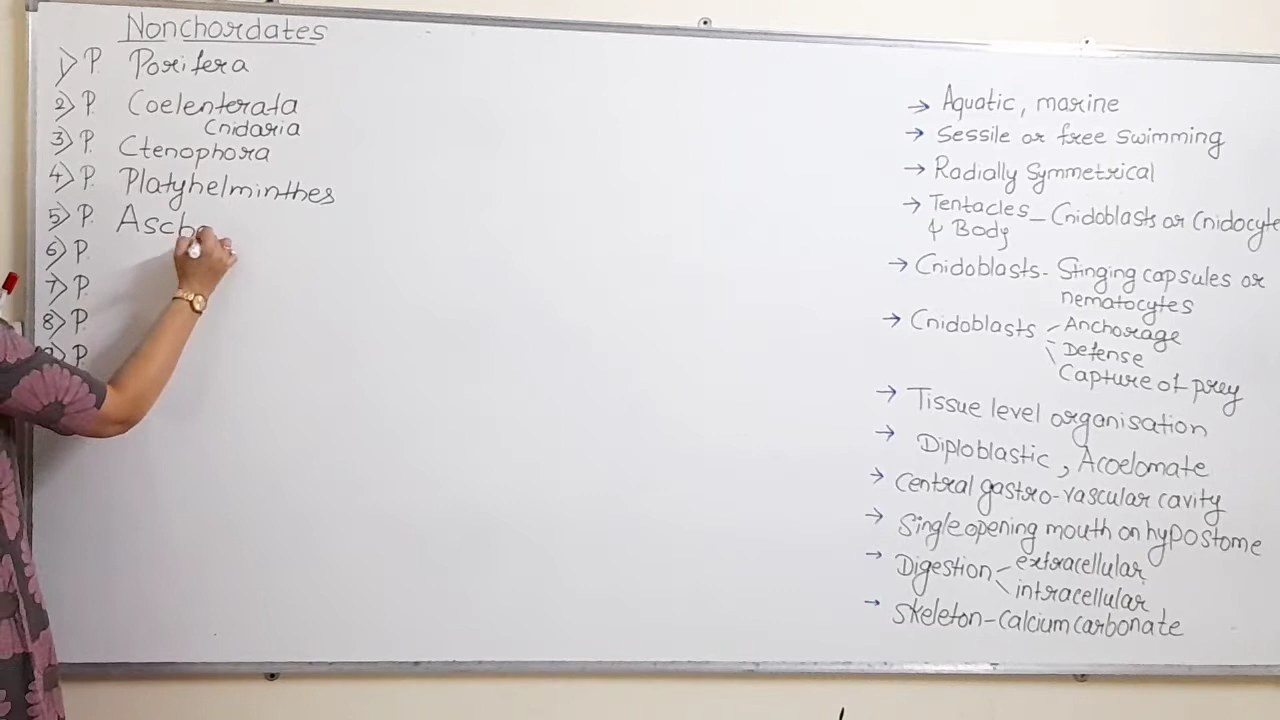 Nonchordates
1) P. Porifera
2) P. Coelenterata
Cnidaria
3) P. Ctenophora
4) P. Platyhelminthes
5) P. Asch
6) P.
7) P.
8) P.
9) P.
→ Aquatic, marine
→ Sessile or free swimming
→ Radially Symmetrical
→ Tentacles – Cnidoblasts or Cnidocyte
& Body
→ Cnidoblasts - Stinging capsules or
nematocytes
→ Cnidoblasts – Anchorage
– Defense
\ Capture of prey
→ Tissue level organisation
→ Diploblastic, Acoelomate
→ Central gastro-vascular cavity
→ Single opening mouth on hypostome
→ Digestion – extracellular
\ intracellular
→ Skeleton – Calcium carbonate